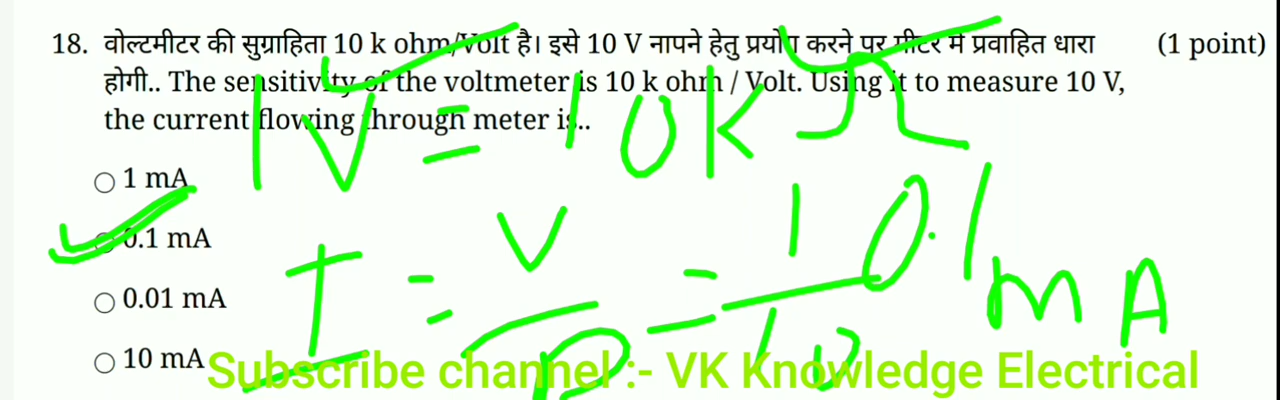 18. वोल्टमीटर की सुग्राहिता 10 k ohm/Volt है। इसे 10 V नापने हेतु प्रयोग करने पर मीटर में प्रवाहित धारा (1 point)
होगी.. The sensitivity of the voltmeter is 10 k ohm / Volt. Using it to measure 10 V,
the current flowing through meter is..
1V = 10KΩ
1 mA
0.1 mA
I = V/R = 1/10 0.1 mA
0.01 mA
10 mA
Subscribe channel :- VK Knowledge Electrical